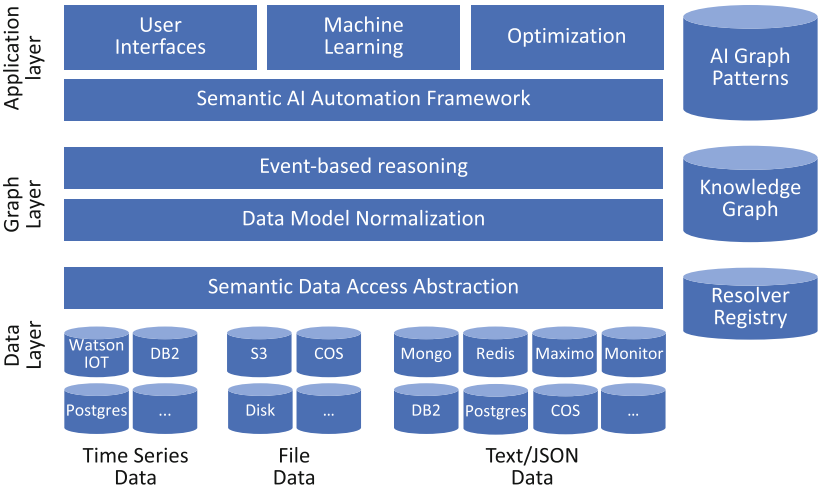 Application
layer
User
Interfaces
Machine
Learning
Optimization
AI Graph
Patterns
Semantic AI Automation Framework
Graph
Layer
Event-based reasoning
Data Model Normalization
Knowledge
Graph
Data
Layer
Semantic Data Access Abstraction
Resolver
Registry
Watson
IOT
DB2
S3
COS
Mongo
Redis
Maximo
Monitor
Postgres
...
Disk
...
DB2
Postgres
COS
...
Time Series
Data
File
Data
Text/JSON
Data